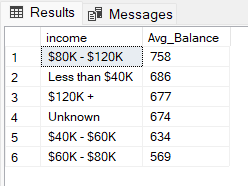 Results Messages
income Avg_Balance
1 $80K - $120K 758
2 Less than $40K 686
3 $120K + 677
4 Unknown 674
5 $40K - $60K 634
6 $60K - $80K 569